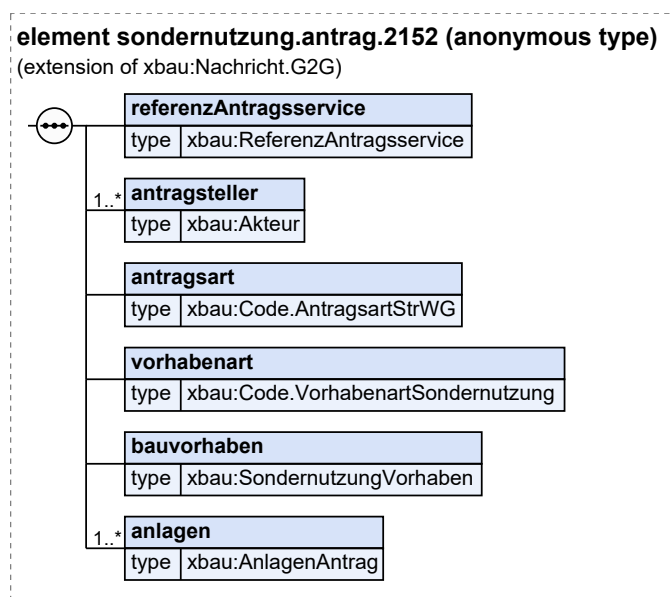 element sondernutzung.antrag.2152 (anonymous type)
(extension of xbau:Nachricht.G2G)
referenzAntragsservice
type xbau:ReferenzAntragsservice
1..* antragsteller
type xbau:Akteur
antragsart
type xbau:Code.AntragsartStrWG
vorhabenart
type xbau:Code.VorhabenartSondernutzung
bauvorhaben
type xbau:SondernutzungVorhaben
1..* anlagen
type xbau:AnlagenAntrag